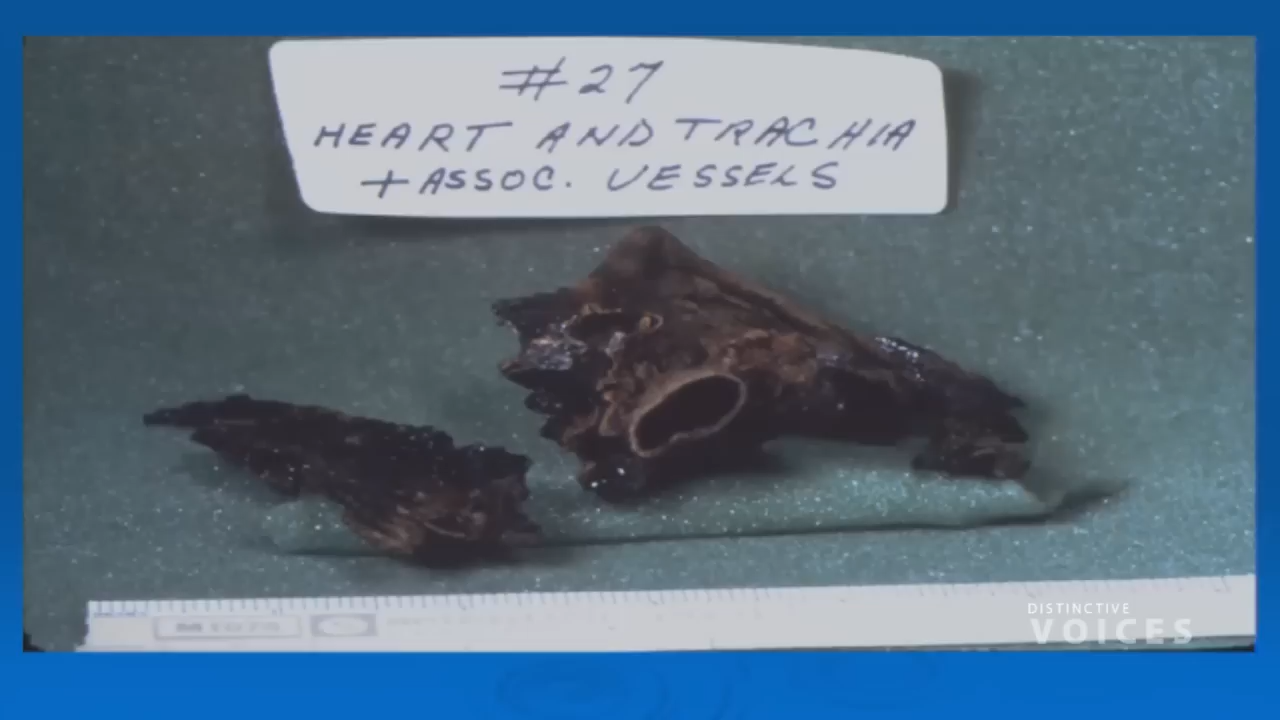 #27
HEART AND TRACHIA
+ ASSOC. VESSELS
DISTINCTIVE
VOICES